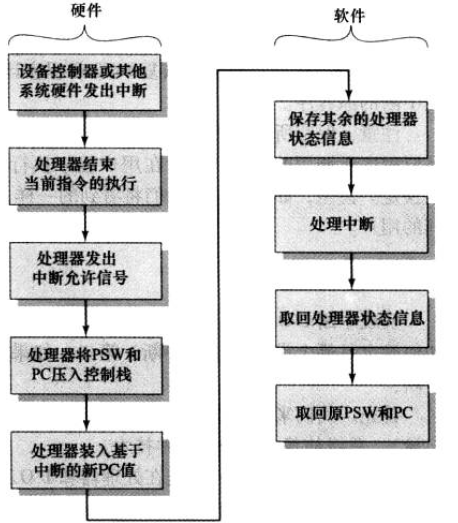 硬件
设备控制器或其他
系统硬件发出中断
处理器结束
当前指令的执行
处理器发出
中断允许信号
处理器将PSW和
PC压入控制栈
处理器装入基于
中断的新PC值
软件
保存其余的处理器
状态信息
处理中断
取回处理器状态信息
取回原PSW和PC